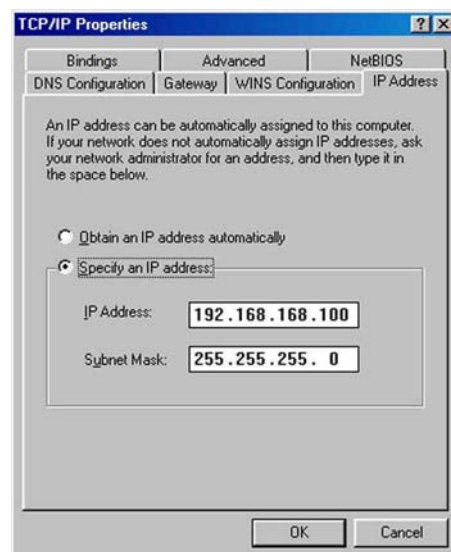 TCP/IP Properties
? ×
Bindings Advanced NetBIOS
DNS Configuration Gateway WINS Configuration IP Address
An IP address can be automatically assigned to this computer.
If your network does not automatically assign IP addresses, ask
your network administrator for an address, and then type it in
the space below.
Obtain an IP address automatically
Specify an IP address:
IP Address: 192.168.168.100
Subnet Mask: 255.255.255. 0
OK Cancel